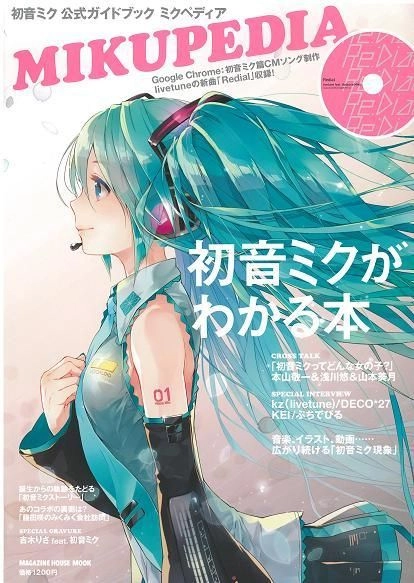 初音ミク 公式ガイドブック ミクペディア
MIKUPEDIA
Google Chrome:初音ミク篇CMソング制作
livetuneの新曲「Redial」収録!
Redial
初音ミクが
わかる本
CROSS TALK
「初音ミクってどんな女の子?」
本山敬一&浅川悠&山本美月
SPECIAL INTERVIEW
kz(livetune)/DECO*27
KEI/ぷちでびる
音楽、イラスト、動画……
広がり続ける「初音ミク現象」
01
誕生からの軌跡をたどる
「初音ミクストーリー」
あのコラボの裏側は?
「鎌田咲のみくみく会社訪問」
SPECIAL GRAVURE
吉木りさ feat. 初音ミク
MAGAZINE HOUSE MOOK
価格1200円